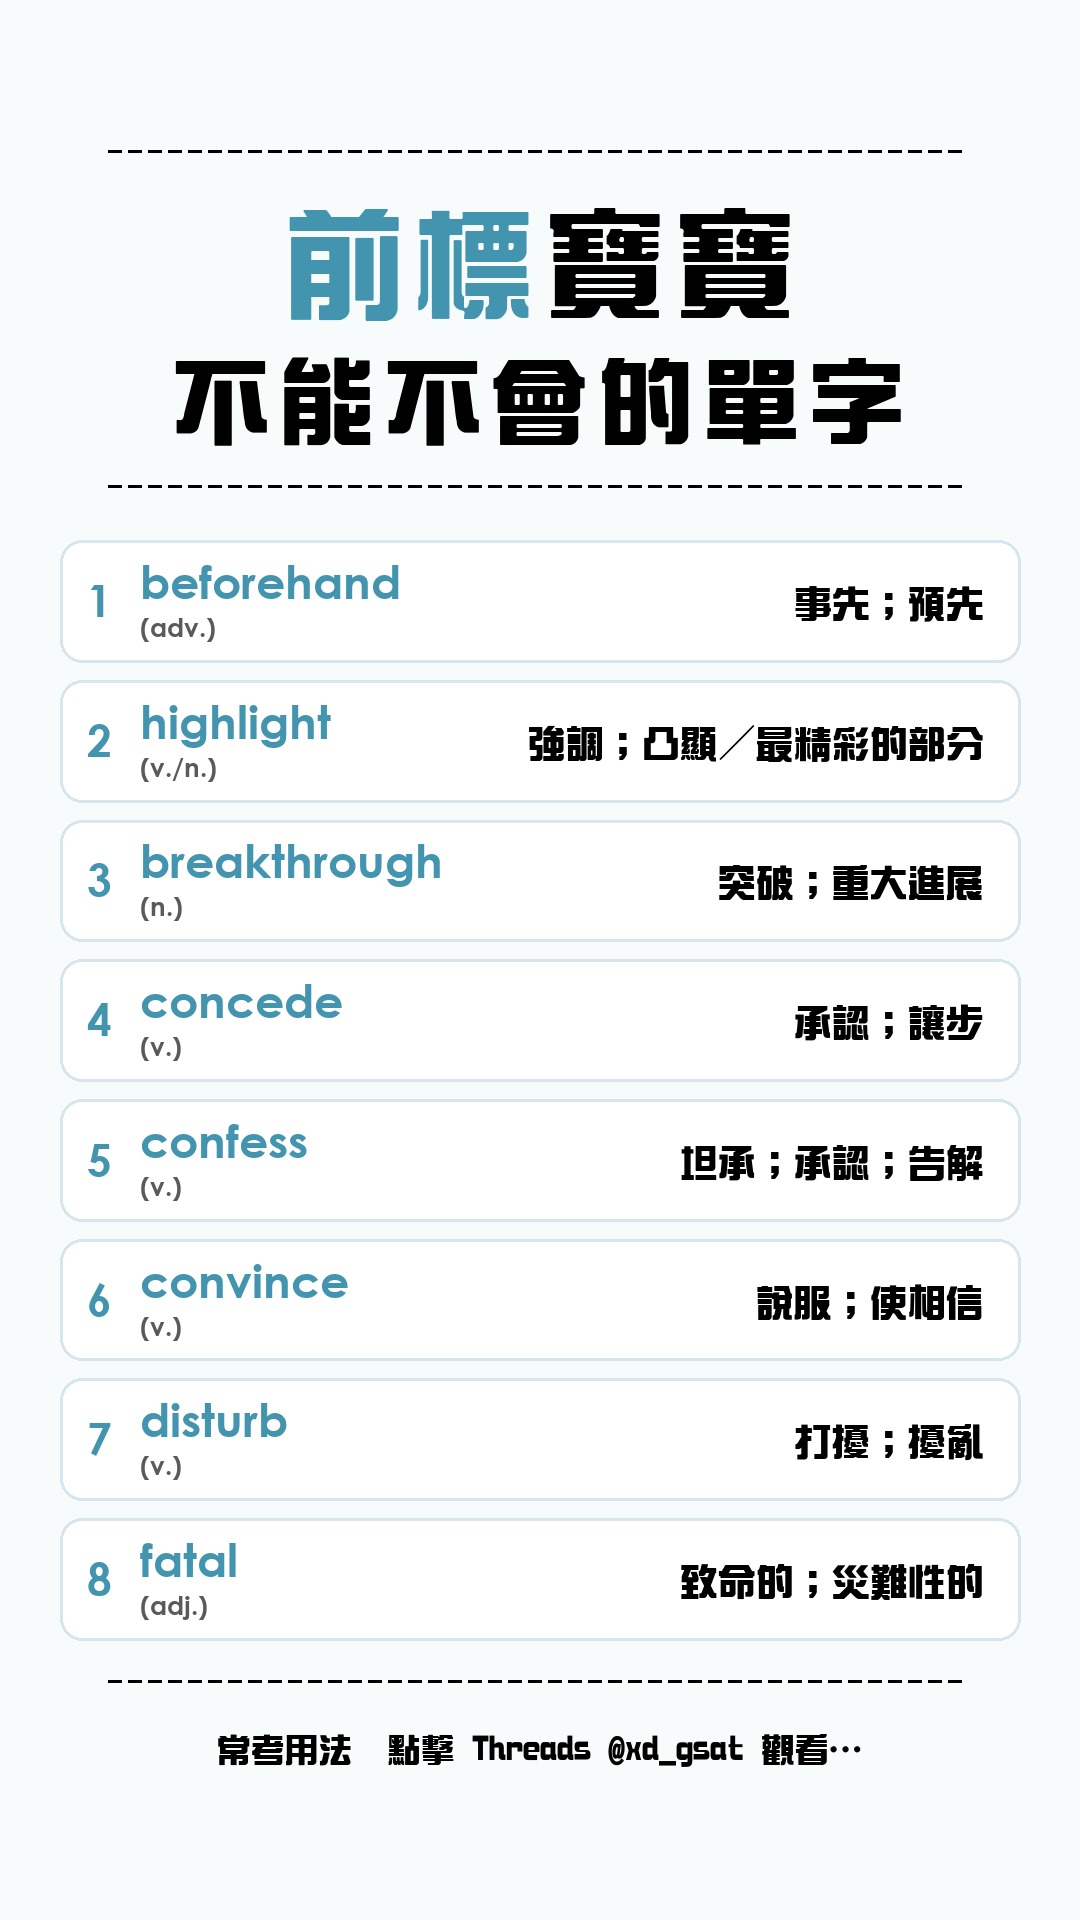 前標寶寶
不能不會的單字
1 beforehand
(adv.)
事先；預先
2 highlight
(v./n.)
強調；凸顯／最精彩的部分
3 breakthrough
(n.)
突破；重大進展
4 concede
(v.)
承認；讓步
5 confess
(v.)
坦承；承認；告解
6 convince
(v.)
說服；使相信
7 disturb
(v.)
打擾；擾亂
8 fatal
(adj.)
致命的；災難性的
常考用法　點擊 Threads @xd_gsat 觀看⋯